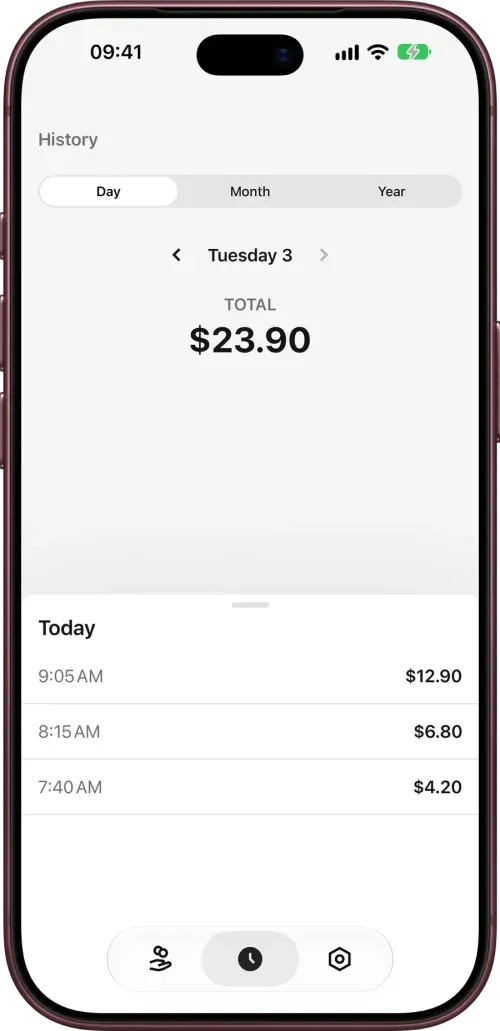 09:41
History
Day Month Year
Tuesday 3
TOTAL
$23.90
Today
9:05 AM $12.90
8:15 AM $6.80
7:40 AM $4.20